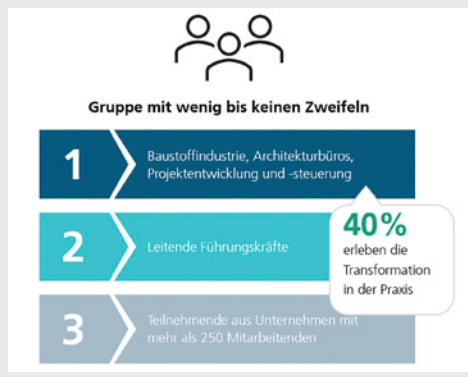 Gruppe mit wenig bis keinen Zweifeln
1
Baustoffindustrie, Architekturbüros,
Projektentwicklung und -steuerung
40%
erleben die
Transformation
in der Praxis
2
Leitende Führungskräfte
3
Teilnehmende aus Unternehmen mit
mehr als 250 Mitarbeitenden